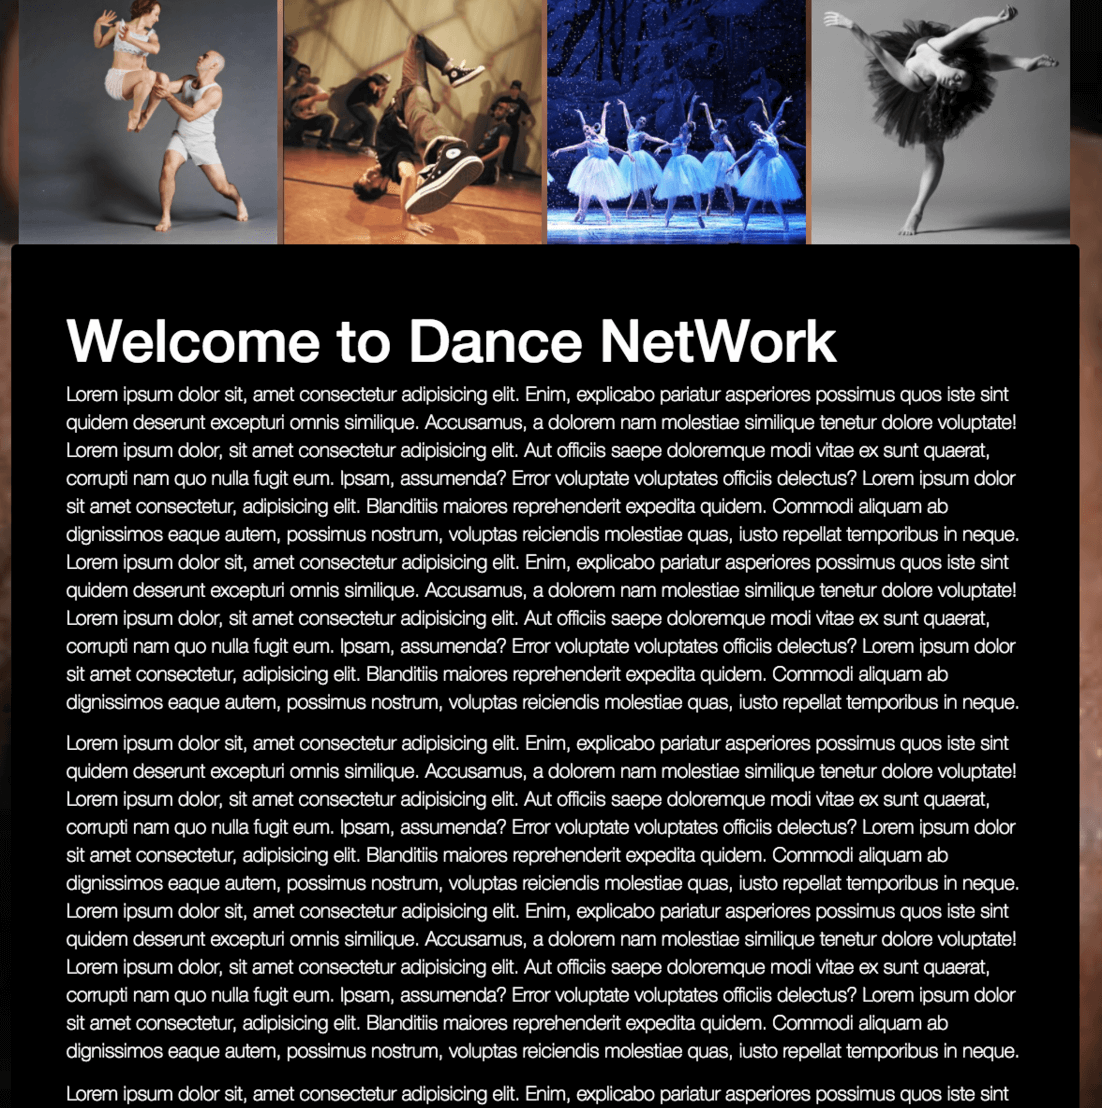 Welcome to Dance NetWork
Lorem ipsum dolor sit, amet consectetur adipisicing elit. Enim, explicabo pariatur asperiores possimus quos iste sint
quidem deserunt excepturi omnis similique. Accusamus, a dolorem nam molestiae similique tenetur dolore voluptate!
Lorem ipsum dolor, sit amet consectetur adipisicing elit. Aut officiis saepe doloremque modi vitae ex sunt quaerat,
corrupti nam quo nulla fugit eum. Ipsam, assumenda? Error voluptate voluptates officiis delectus? Lorem ipsum dolor
sit amet consectetur, adipisicing elit. Blanditiis maiores reprehenderit expedita quidem. Commodi aliquam ab
dignissimos eaque autem, possimus nostrum, voluptas reiciendis molestiae quas, iusto repellat temporibus in neque.
Lorem ipsum dolor sit, amet consectetur adipisicing elit. Enim, explicabo pariatur asperiores possimus quos iste sint
quidem deserunt excepturi omnis similique. Accusamus, a dolorem nam molestiae similique tenetur dolore voluptate!
Lorem ipsum dolor, sit amet consectetur adipisicing elit. Aut officiis saepe doloremque modi vitae ex sunt quaerat,
corrupti nam quo nulla fugit eum. Ipsam, assumenda? Error voluptate voluptates officiis delectus? Lorem ipsum dolor
sit amet consectetur, adipisicing elit. Blanditiis maiores reprehenderit expedita quidem. Commodi aliquam ab
dignissimos eaque autem, possimus nostrum, voluptas reiciendis molestiae quas, iusto repellat temporibus in neque.
Lorem ipsum dolor sit, amet consectetur adipisicing elit. Enim, explicabo pariatur asperiores possimus quos iste sint
quidem deserunt excepturi omnis similique. Accusamus, a dolorem nam molestiae similique tenetur dolore voluptate!
Lorem ipsum dolor, sit amet consectetur adipisicing elit. Aut officiis saepe doloremque modi vitae ex sunt quaerat,
corrupti nam quo nulla fugit eum. Ipsam, assumenda? Error voluptate voluptates officiis delectus? Lorem ipsum dolor
sit amet consectetur, adipisicing elit. Blanditiis maiores reprehenderit expedita quidem. Commodi aliquam ab
dignissimos eaque autem, possimus nostrum, voluptas reiciendis molestiae quas, iusto repellat temporibus in neque.
Lorem ipsum dolor sit, amet consectetur adipisicing elit. Enim, explicabo pariatur asperiores possimus quos iste sint
quidem deserunt excepturi omnis similique. Accusamus, a dolorem nam molestiae similique tenetur dolore voluptate!
Lorem ipsum dolor, sit amet consectetur adipisicing elit. Aut officiis saepe doloremque modi vitae ex sunt quaerat,
corrupti nam quo nulla fugit eum. Ipsam, assumenda? Error voluptate voluptates officiis delectus? Lorem ipsum dolor
sit amet consectetur, adipisicing elit. Blanditiis maiores reprehenderit expedita quidem. Commodi aliquam ab
dignissimos eaque autem, possimus nostrum, voluptas reiciendis molestiae quas, iusto repellat temporibus in neque.
Lorem ipsum dolor sit, amet consectetur adipisicing elit. Enim, explicabo pariatur asperiores possimus quos iste sint